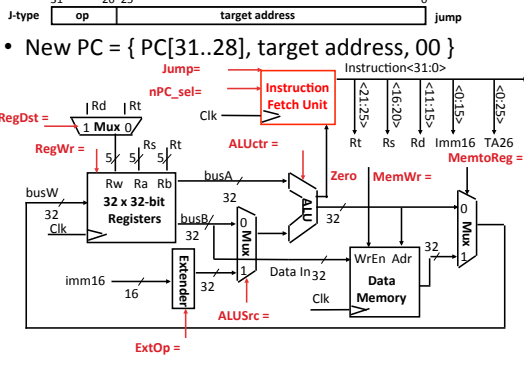 31 26 25 0
J-type op target address jump
• New PC = { PC[31..28], target address, 00 }
Jump= Instruction<31:0>
nPC_sel= Instruction Fetch Unit
<21:25> <16:20> <11:15> <0:15> <0:25>
Rd Rt
Clk
RegDst = 1 Mux 0
ALUctr =
Rt Rs Rd Imm16 TA26
RegWr = Rs Rt
5 5 5
MemtoReg =
busA Zero MemWr =
Rw Ra Rb
busW 32 32 x 32-bit Registers
32 ALU 32
busB 0 0
Clk 32 Mux Mux
WrEn Adr 32
1 1
imm16 16 Extender 32 Data In 32 Data Memory
Clk
ALUSrc =
ExtOp =